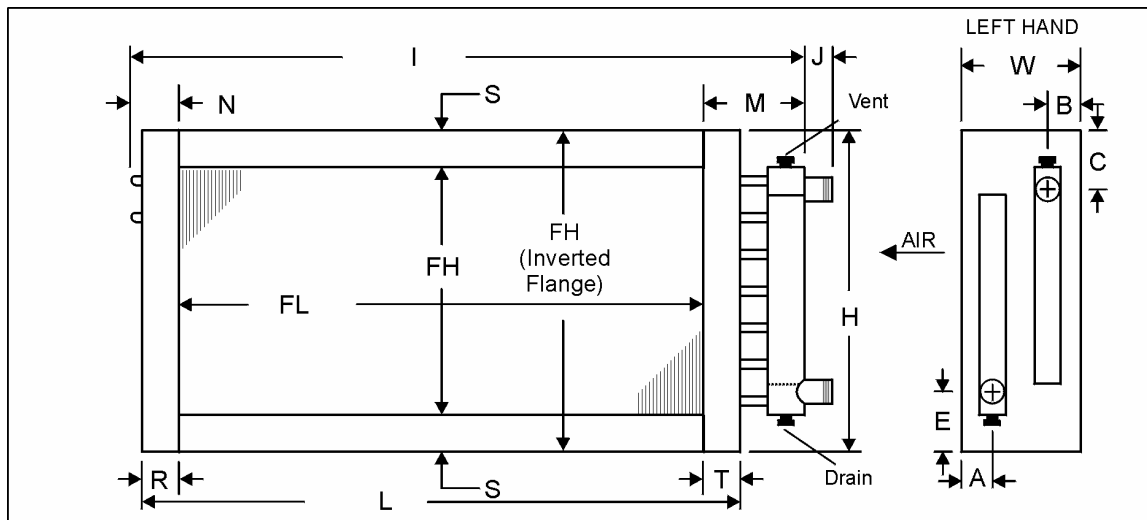 LEFT HAND
I
J
W
N
S
M
Vent
B
C
FH
(Inverted
Flange)
FH
AIR
FL
H
E
R
S
T
Drain
A
L